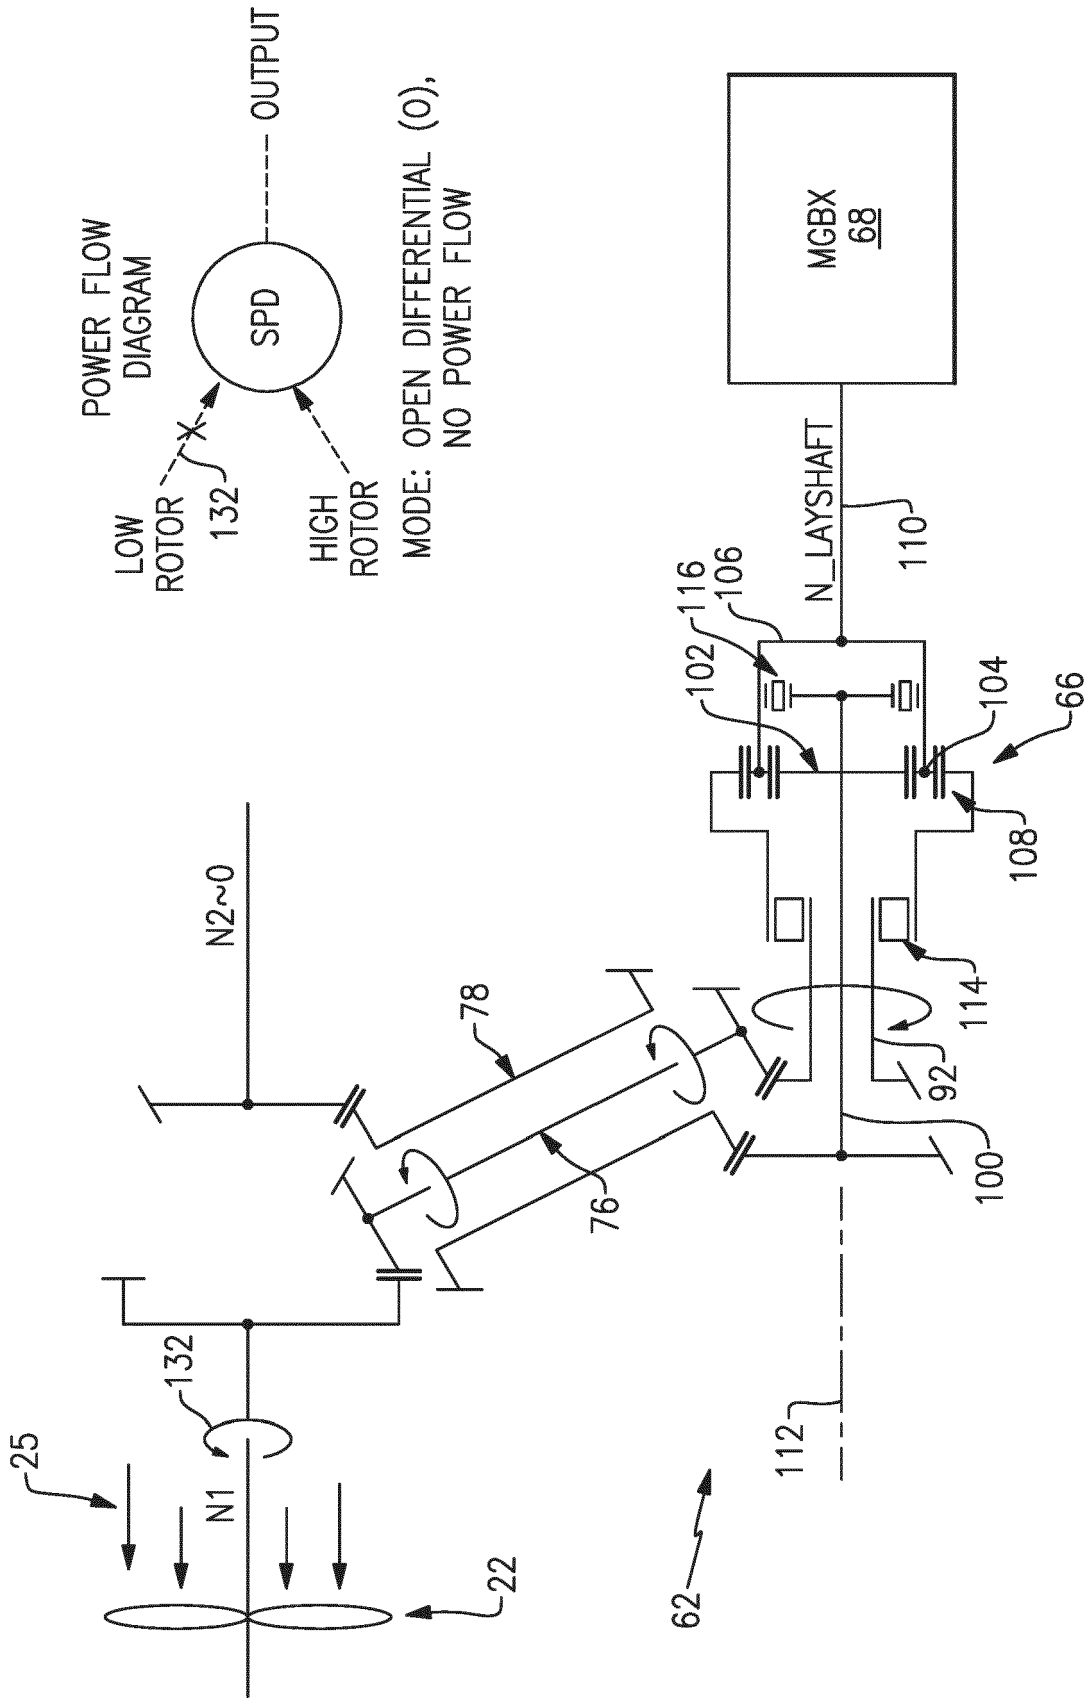 POWER FLOW
DIAGRAM
LOW
ROTOR
132
HIGH
ROTOR
SPD
OUTPUT
MODE: OPEN DIFFERENTIAL (0),
NO POWER FLOW
25
N1
132
22
N2~0
78
76
62
112
100
92
114
108
66
104
102
116
106
N_LAYSHAFT
110
MGBX
68